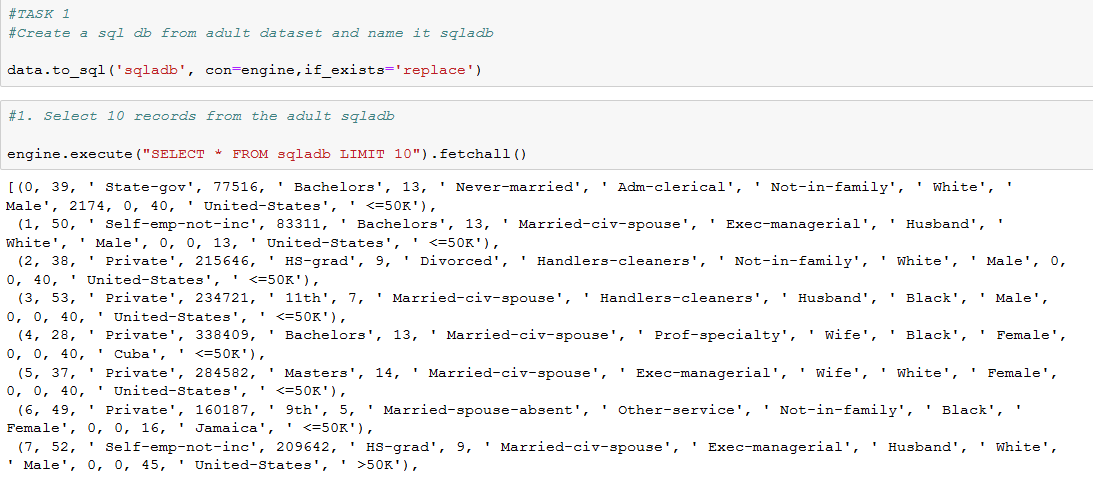 #TASK 1
#Create a sql db from adult dataset and name it sqladb
data.to_sql('sqladb', con=engine,if_exists='replace')
#1. Select 10 records from the adult sqladb
engine.execute("SELECT * FROM sqladb LIMIT 10").fetchall()
[(0, 39, ' State-gov', 77516, ' Bachelors', 13, ' Never-married', ' Adm-clerical', ' Not-in-family', ' White', '
Male', 2174, 0, 40, ' United-States', ' <=50K'),
(1, 50, ' Self-emp-not-inc', 83311, ' Bachelors', 13, ' Married-civ-spouse', ' Exec-managerial', ' Husband', '
White', ' Male', 0, 0, 13, ' United-States', ' <=50K'),
(2, 38, ' Private', 215646, ' HS-grad', 9, ' Divorced', ' Handlers-cleaners', ' Not-in-family', ' White', ' Male', 0,
0, 40, ' United-States', ' <=50K'),
(3, 53, ' Private', 234721, ' 11th', 7, ' Married-civ-spouse', ' Handlers-cleaners', ' Husband', ' Black', ' Male',
0, 0, 40, ' United-States', ' <=50K'),
(4, 28, ' Private', 338409, ' Bachelors', 13, ' Married-civ-spouse', ' Prof-specialty', ' Wife', ' Black', ' Female',
0, 0, 40, ' Cuba', ' <=50K'),
(5, 37, ' Private', 284582, ' Masters', 14, ' Married-civ-spouse', ' Exec-managerial', ' Wife', ' White', ' Female',
0, 0, 40, ' United-States', ' <=50K'),
(6, 49, ' Private', 160187, ' 9th', 5, ' Married-spouse-absent', ' Other-service', ' Not-in-family', ' Black', '
Female', 0, 0, 16, ' Jamaica', ' <=50K'),
(7, 52, ' Self-emp-not-inc', 209642, ' HS-grad', 9, ' Married-civ-spouse', ' Exec-managerial', ' Husband', ' White',
' Male', 0, 0, 45, ' United-States', ' >50K'),